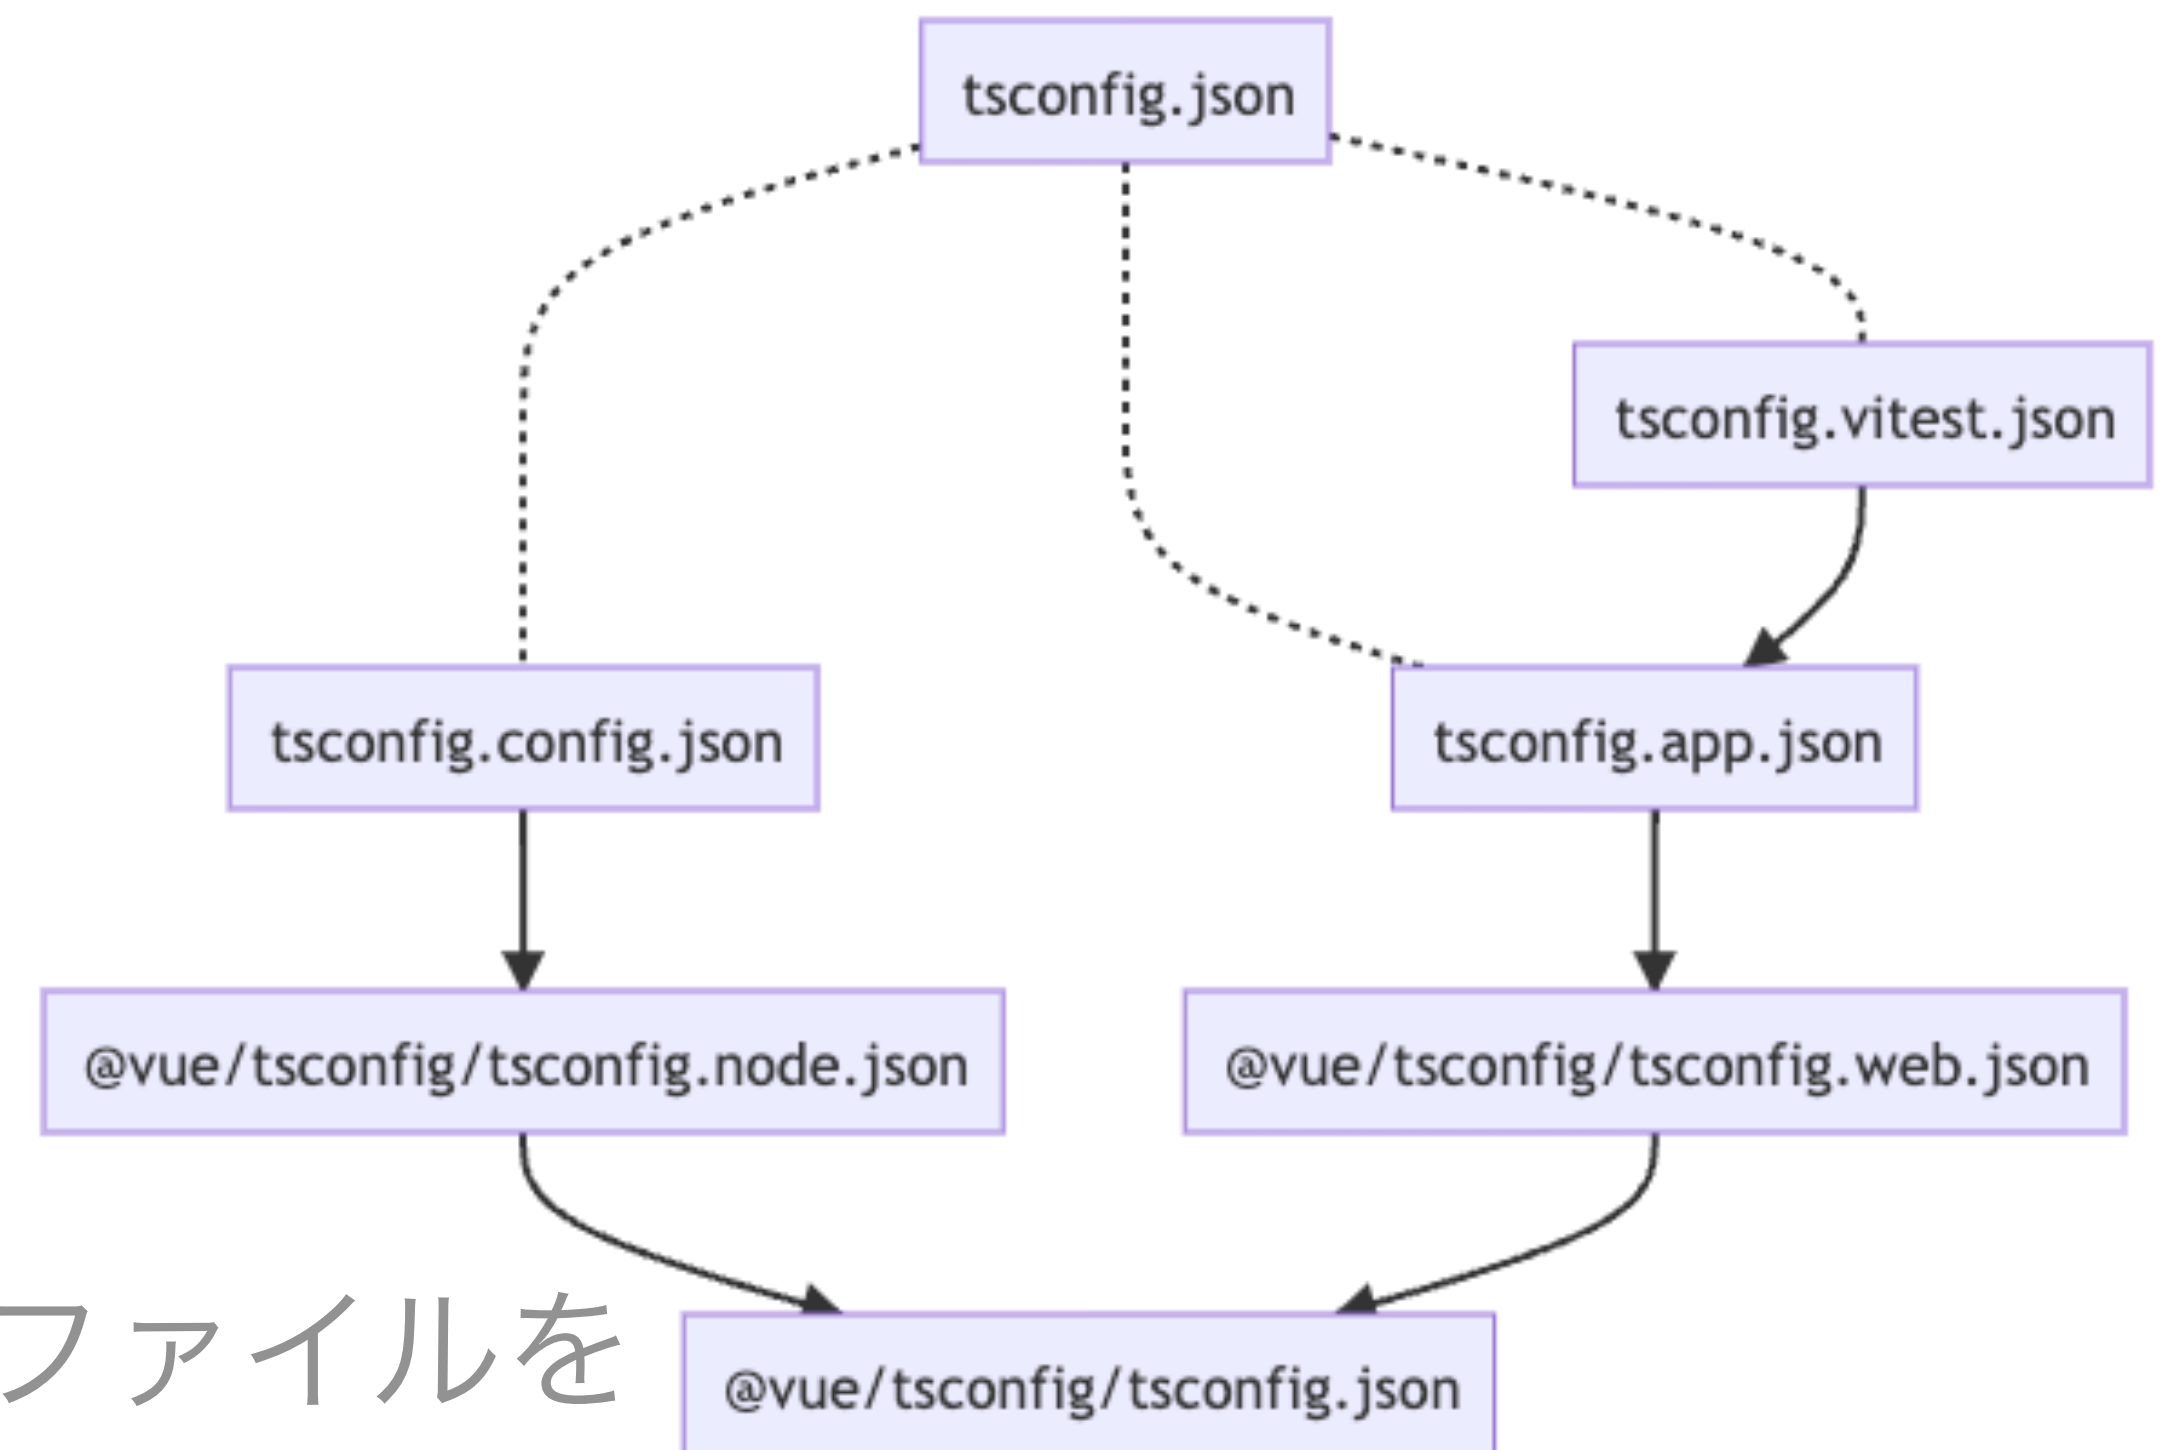 tsconfig.json
tsconfig.vitest.json
tsconfig.config.json
tsconfig.app.json
@vue/tsconfig/tsconfig.node.json
@vue/tsconfig/tsconfig.web.json
ファイルを
@vue/tsconfig/tsconfig.json